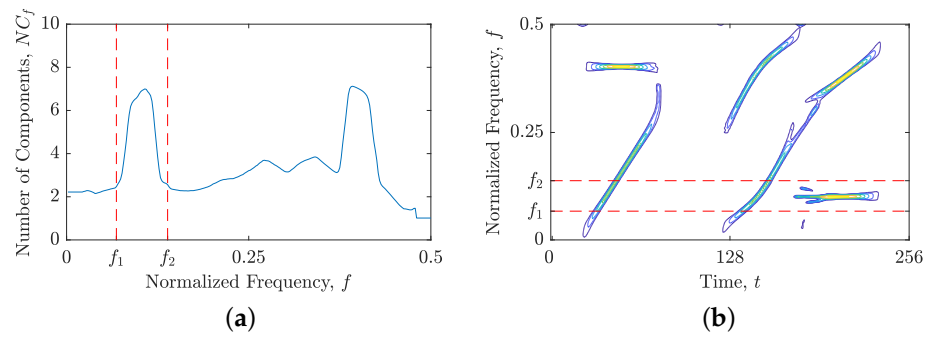 10
8
6
4
2
0
Number of Components, NC_f
0
f_1
f_2
0.25
0.5
Normalized Frequency, f
(a)
0.5
0.25
f_2
f_1
0
Normalized Frequency, f
0
128
256
Time, t
(b)